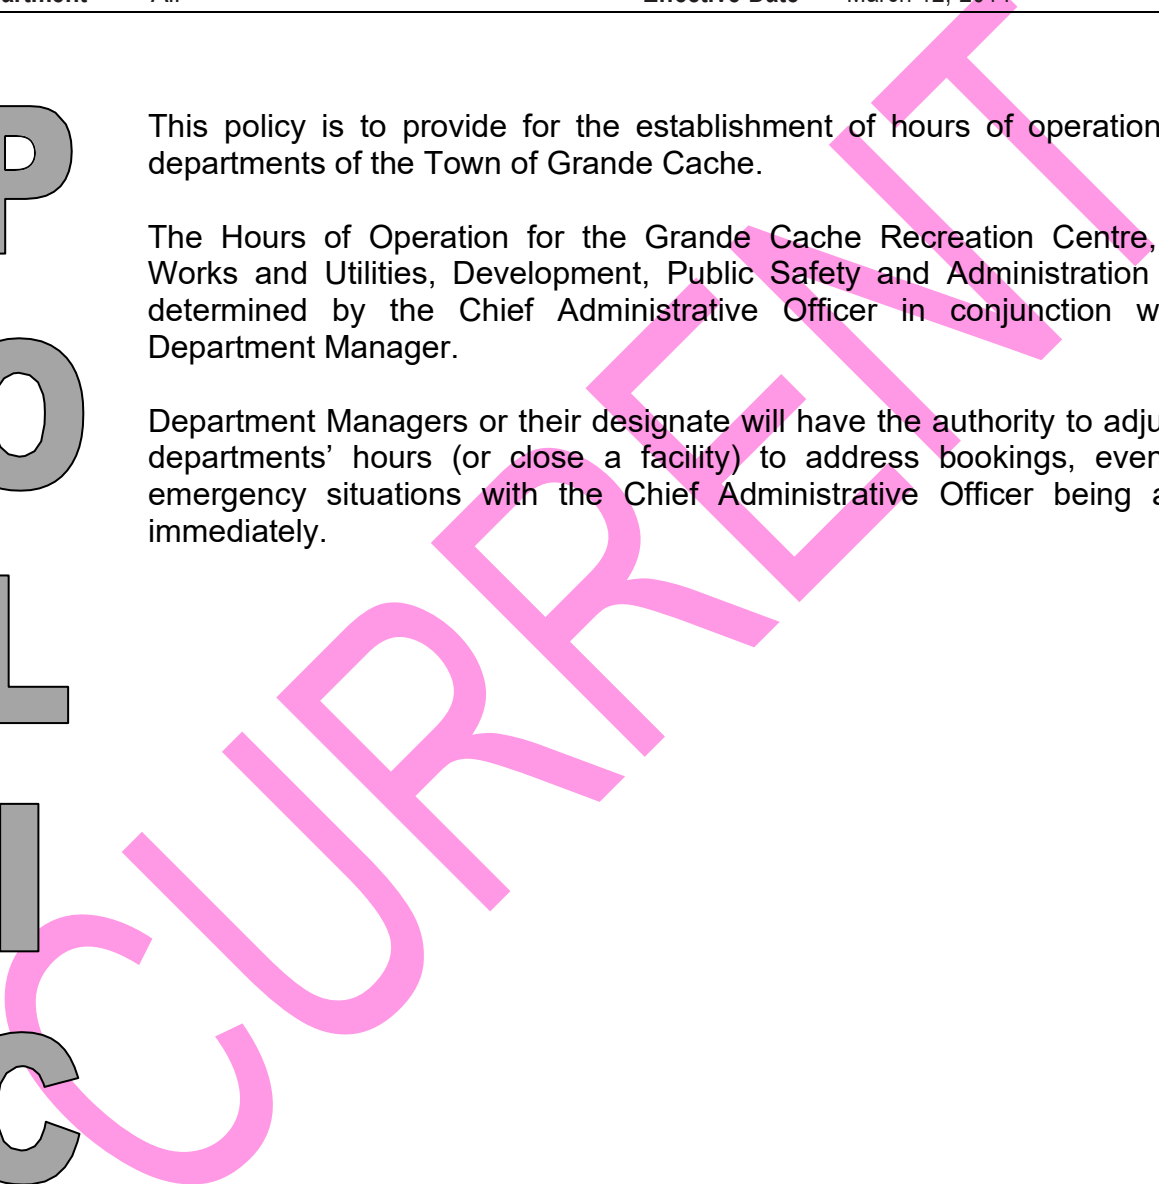 All
This policy is to provide for the establishment of hours of operation
departments of the Town of Grande Cache.
The Hours of Operation for the Grande Cache Recreation Centre,
Works and Utilities, Development, Public Safety and Administration
determined by the Chief Administrative Officer in conjunction
Department Manager.
Department Managers or their designate will have the authority to
departments’ hours (or close a facility) to address bookings,
emergency situations with the Chief Administrative Officer being
immediately.
P
O
L
I
C
CURRENT